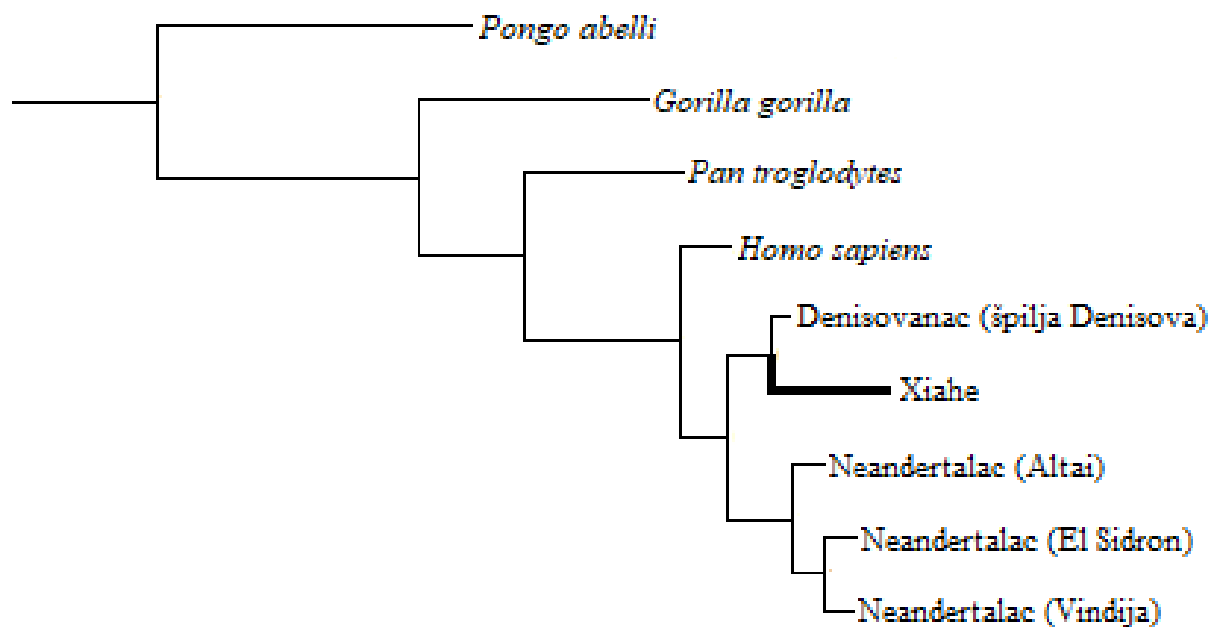 Pongo abelli
Gorilla gorilla
Pan troglodytes
Homo sapiens
Denisovanac (špilja Denisova)
Xiahe
Neandertalac (Altai)
Neandertalac (El Sidron)
Neandertalac (Vindija)